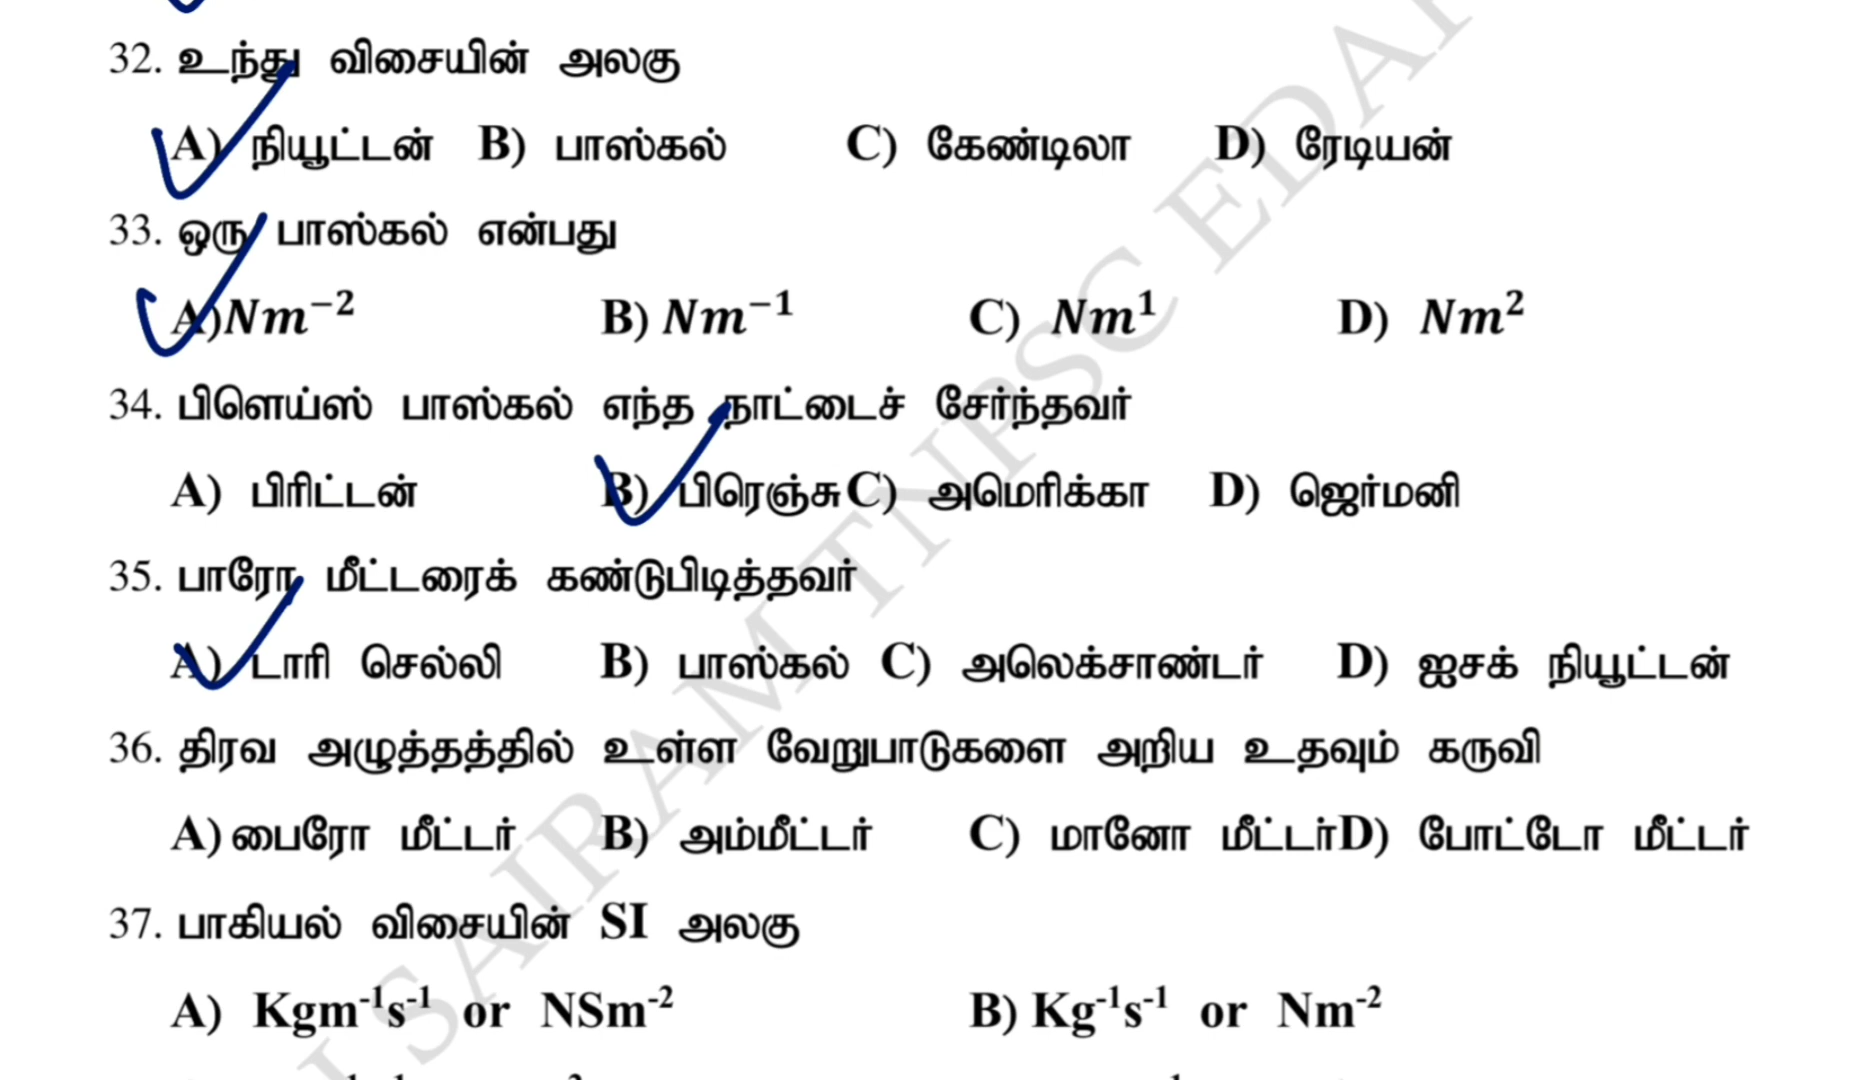 32. உந்து விசையின் அலகு
A) நியூட்டன் B) பாஸ்கல் C) கேண்டிலா D) ரேடியன்
33. ஒரு பாஸ்கல் என்பது
A)Nm⁻² B) Nm⁻¹ C) Nm¹ D) Nm²
34. பிளெய்ஸ் பாஸ்கல் எந்த நாட்டைச் சேர்ந்தவர்
A) பிரிட்டன் B) பிரெஞ்சு C) அமெரிக்கா D) ஜெர்மனி
35. பாரோ மீட்டரைக் கண்டுபிடித்தவர்
A) டாரி செல்லி B) பாஸ்கல் C) அலெக்சாண்டர் D) ஐசக் நியூட்டன்
36. திரவ அழுத்தத்தில் உள்ள வேறுபாடுகளை அறிய உதவும் கருவி
A) பைரோ மீட்டர் B) அம்மீட்டர் C) மானோ மீட்டர் D) போட்டோ மீட்டர்
37. பாகியல் விசையின் SI அலகு
A) Kgm⁻¹s⁻¹ or NSm⁻² B) Kg⁻¹s⁻¹ or Nm⁻²
SAIRAM TNPSC